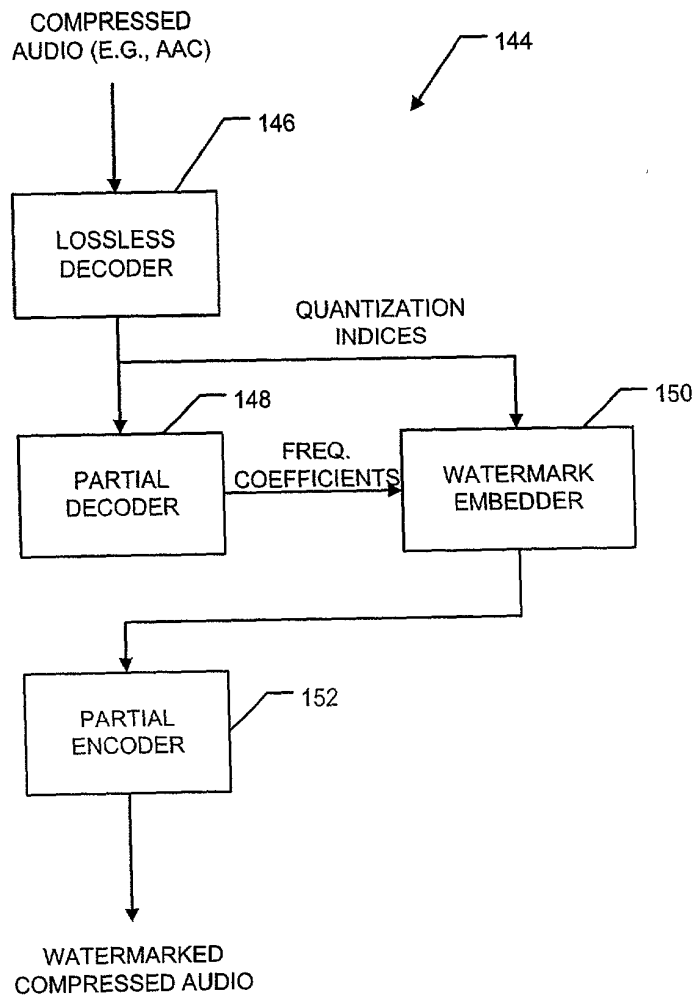 COMPRESSED
AUDIO (E.G., AAC)
144
146
LOSSLESS
DECODER
QUANTIZATION
INDICES
148
150
FREQ.
COEFFICIENTS
PARTIAL
DECODER
WATERMARK
EMBEDDER
PARTIAL
ENCODER
152
WATERMARKED
COMPRESSED AUDIO